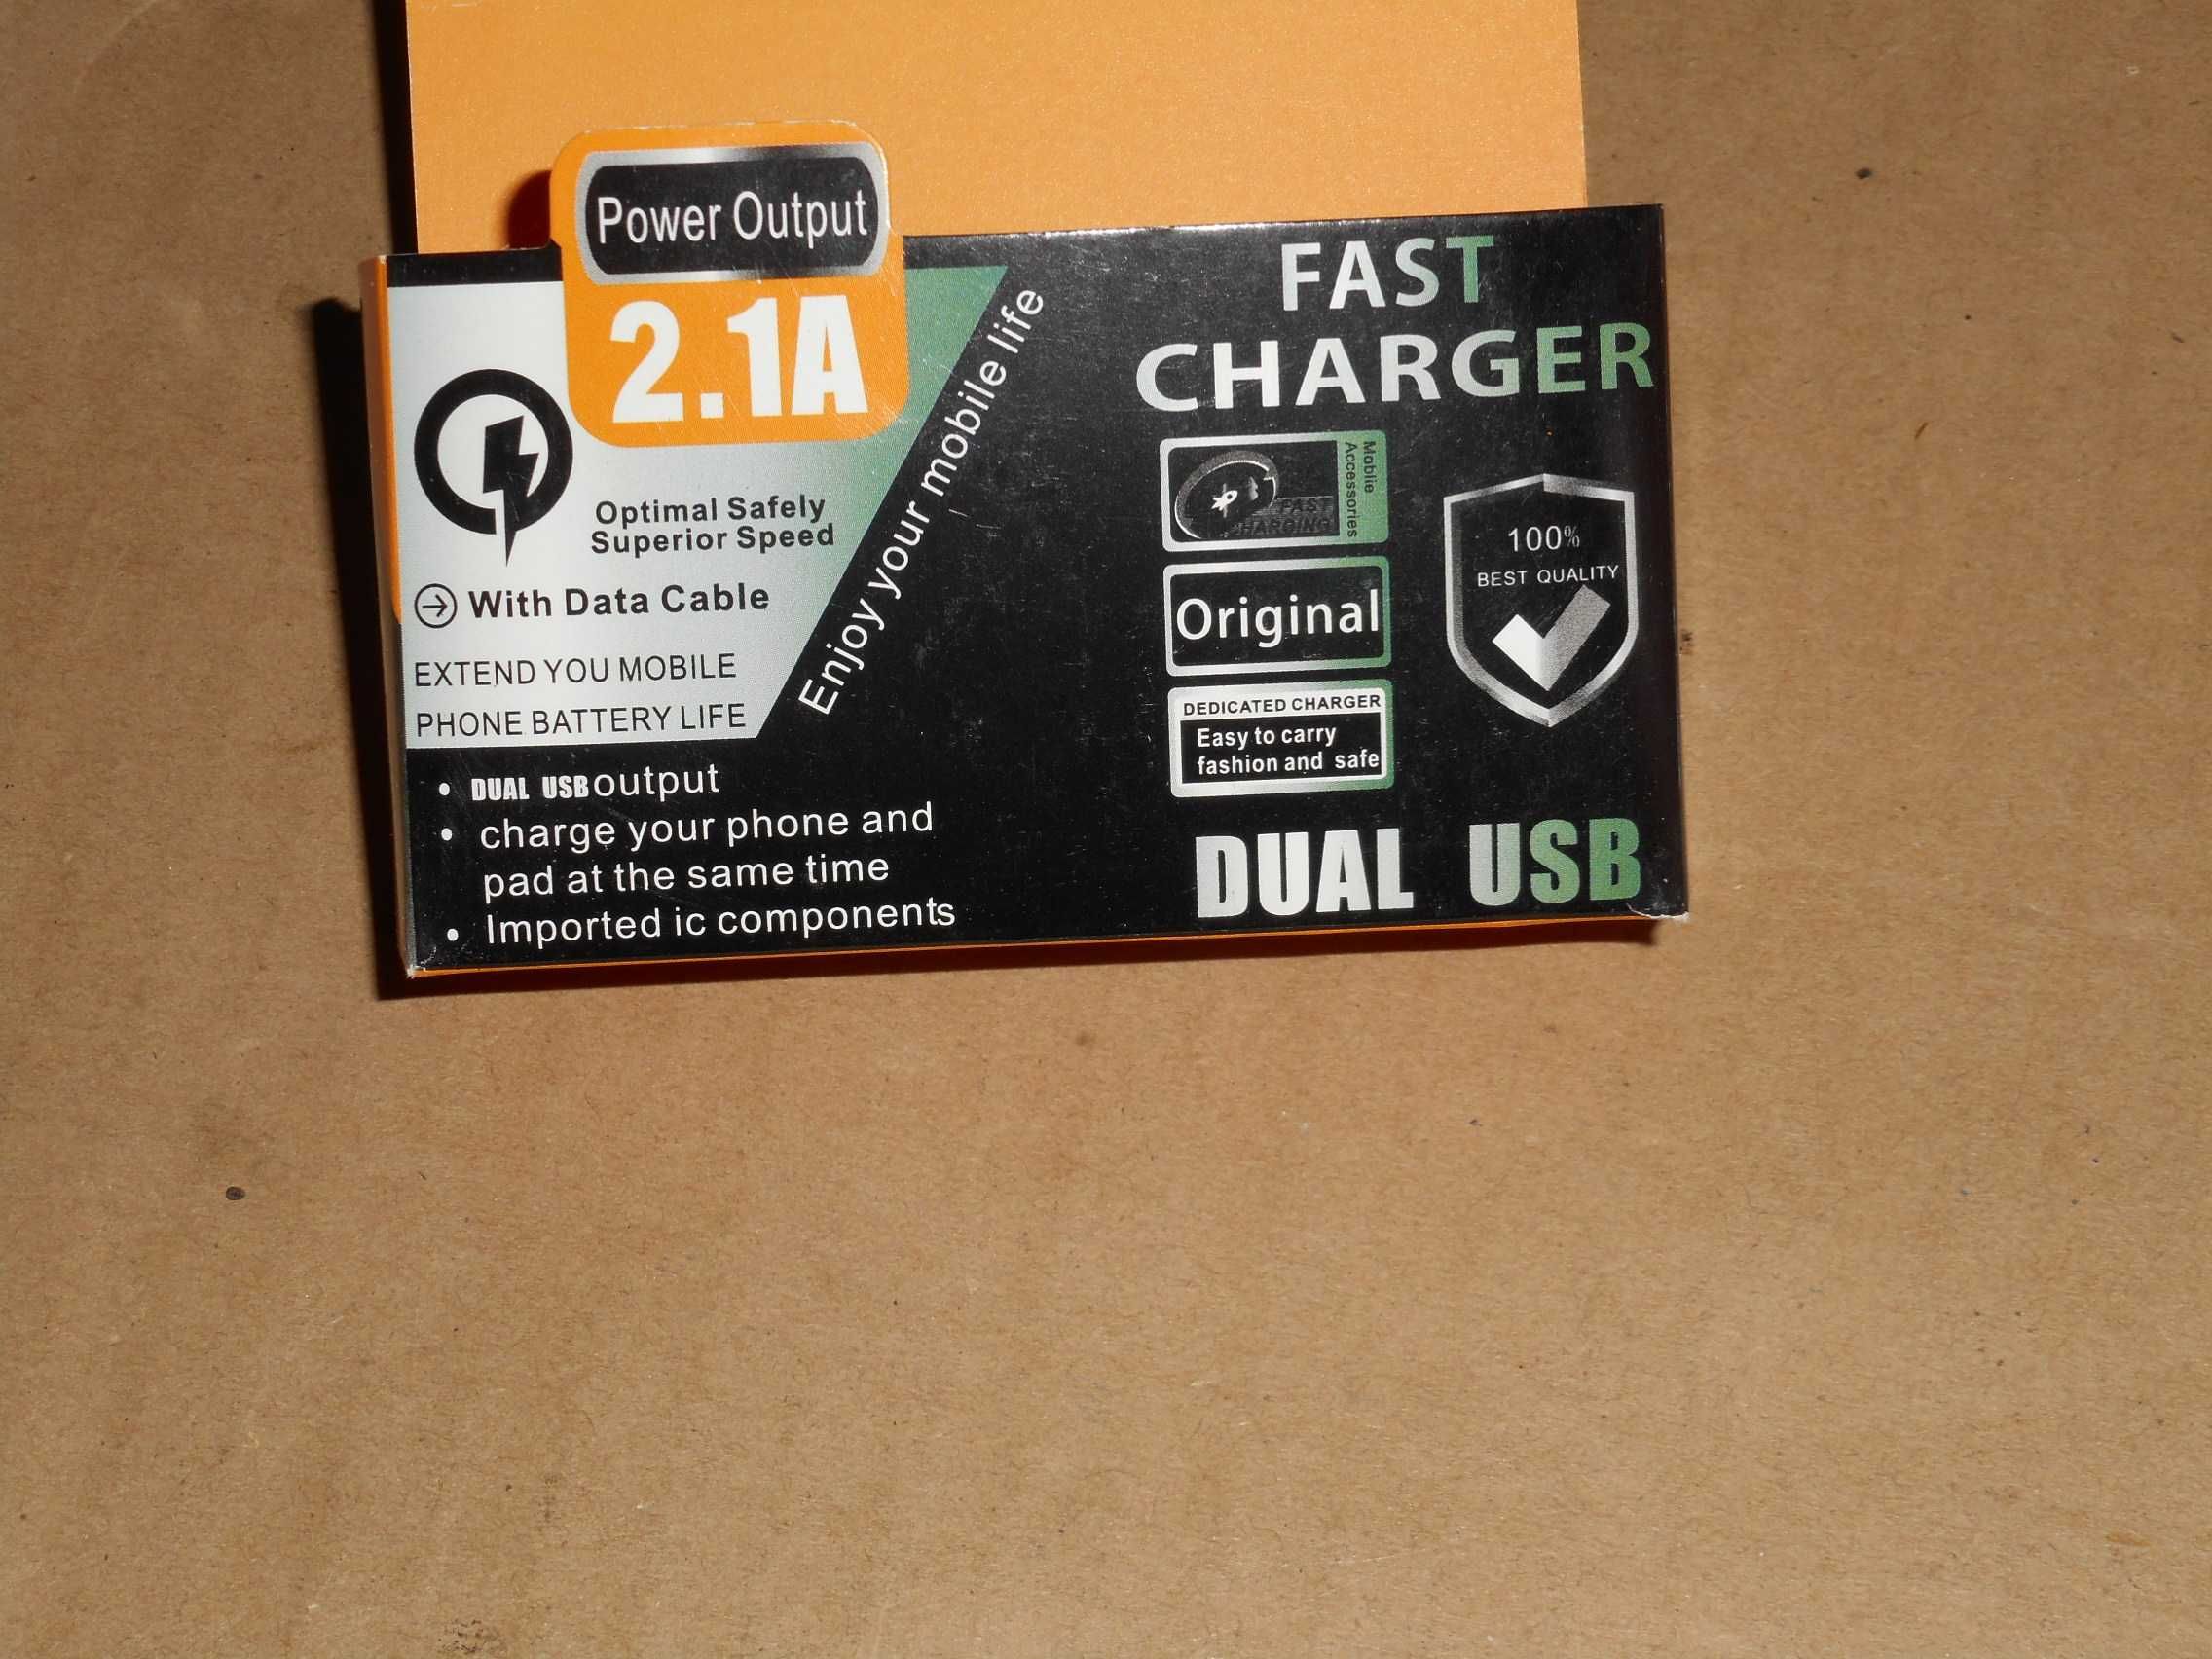 Power Output
2.1A
Optimal Safely
Superior Speed
With Data Cable
EXTEND YOU MOBILE
PHONE BATTERY LIFE
Enjoy your mobile life
DUAL USB output
charge your phone and
pad at the same time
Imported ic components
FAST
CHARGER
FAST
CHARGING
Moblie
Accessories
Original
DEDICATED CHARGER
Easy to carry
fashion and safe
100%
BEST QUALITY
DUAL USB